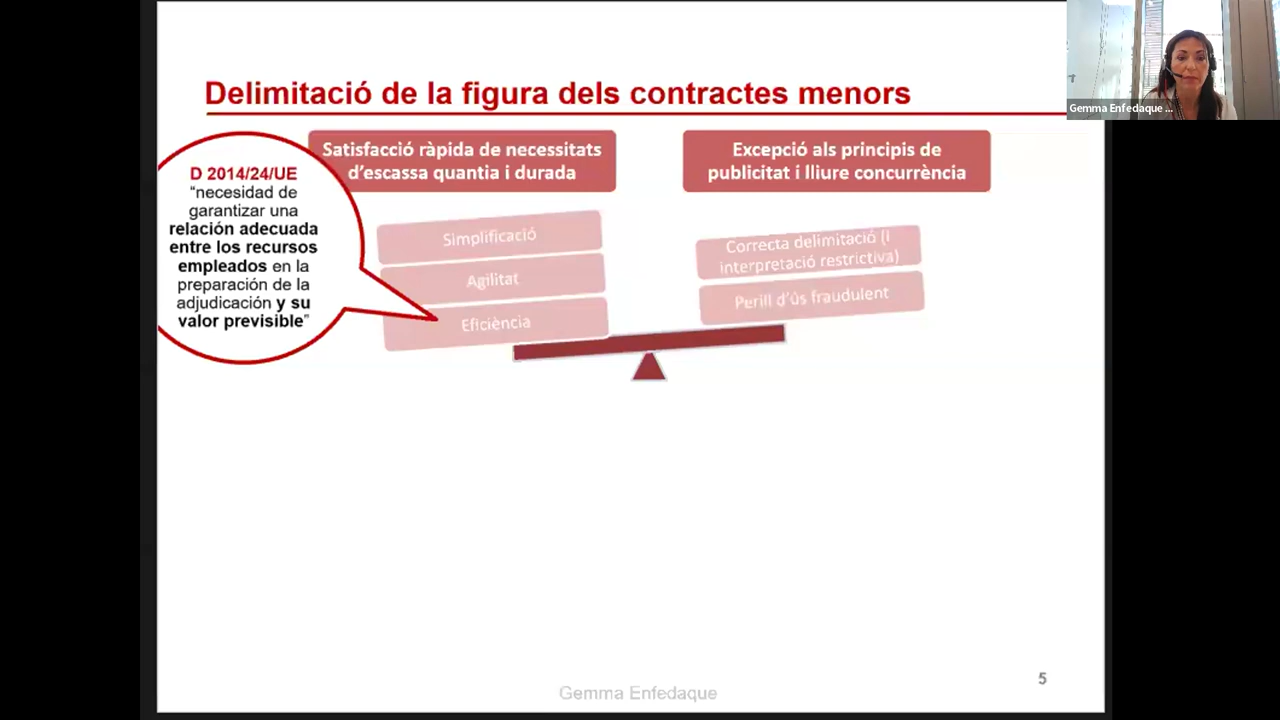 Delimitació de la figura dels contractes menors
Gemma Enfedaque ...
D 2014/24/UE
“necesidad de
garantizar una
relación adecuada
entre los recursos
empleados en la
preparación de la
adjudicación y su
valor previsible”
Satisfacció ràpida de necessitats
d’escassa quantia i durada
Simplificació
Agilitat
Eficiència
Excepció als principis de
publicitat i lliure concurrència
Correcta delimitació (i
interpretació restrictiva)
Perill d’ús fraudulent
Gemma Enfedaque
5